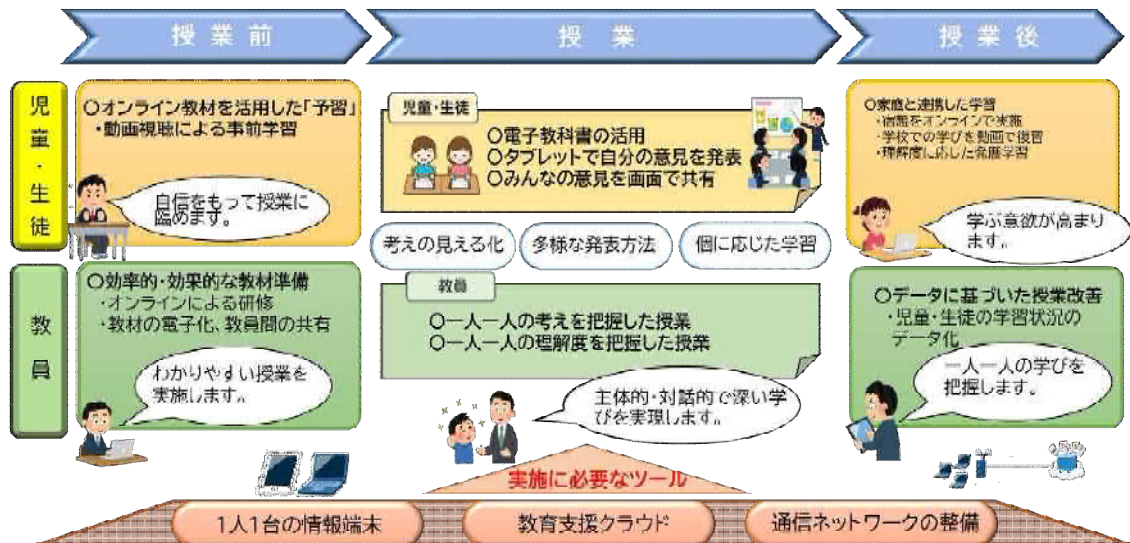 授業前
授業
授業後
児童・生徒
○オンライン教材を活用した「予習」
・動画視聴による事前学習
自信をもって授業に
臨めます。
児童・生徒
○電子教科書の活用
○タブレットで自分の意見を発表
○みんなの意見を画面で共有
○家庭と連携した学習
・宿題をオンラインで実施
・学校での学びを動画で復習
・理解度に応じた発展学習
学ぶ意欲が高まり
ます。
考えの見える化
多様な発表方法
個に応じた学習
教員
○効率的・効果的な教材準備
・オンラインによる研修
・教材の電子化、教員間の共有
わかりやすい授業を
実施します。
教員
○一人一人の考えを把握した授業
○一人一人の理解度を把握した授業
主体的・対話的で深い学
びを実現します。
○データに基づいた授業改善
・児童・生徒の学習状況の
データ化
一人一人の学びを
把握します。
実施に必要なツール
1人1台の情報端末
教育支援クラウド
通信ネットワークの整備